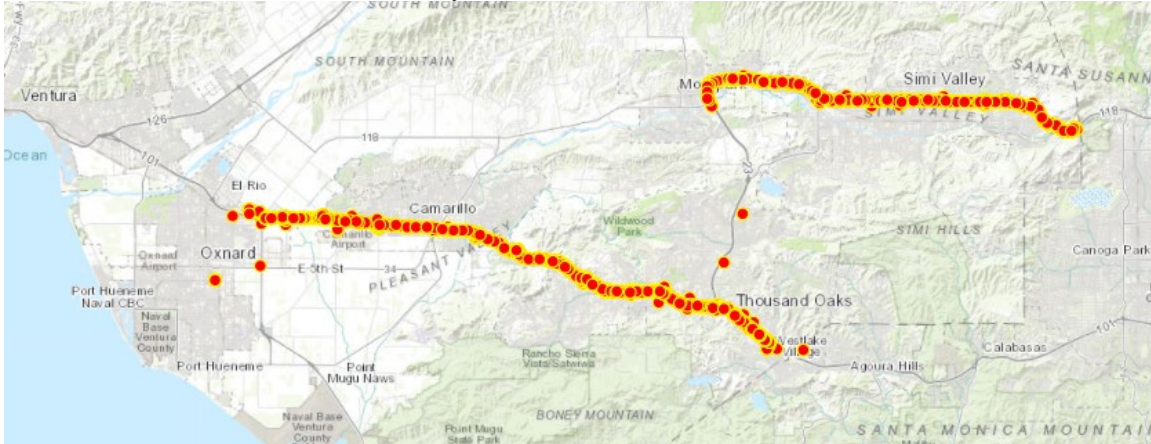 SOUTH MOUNTAIN
Fwy-cc
SOUTH MOUNTAIN
Simi Valley
SANTA SUSANN
Ventura
126
118
118
SIMI VALLEY
Ocean
101
23
El Rio
Camarillo
Wildwood
Park
Camarillo
Airport
SIMI HILLS
Oxnard
Oxnard
Airport
E 5th St
34
PLEASANT VALLEY
Canoga Park
Port Hueneme
Naval CBC
Thousand Oaks
Naval
Base
Ventura
County
101
Westlake
Village
Calabasas
Rancho Sierra
Vista/Satwiwa
Agoura Hills
Port Hueneme
Point
Mugu Naws
Naval Base
Ventura
County
BONEY MOUNTAIN
Point Mugu
State Park
SANTA MONICA MOUNTAIN